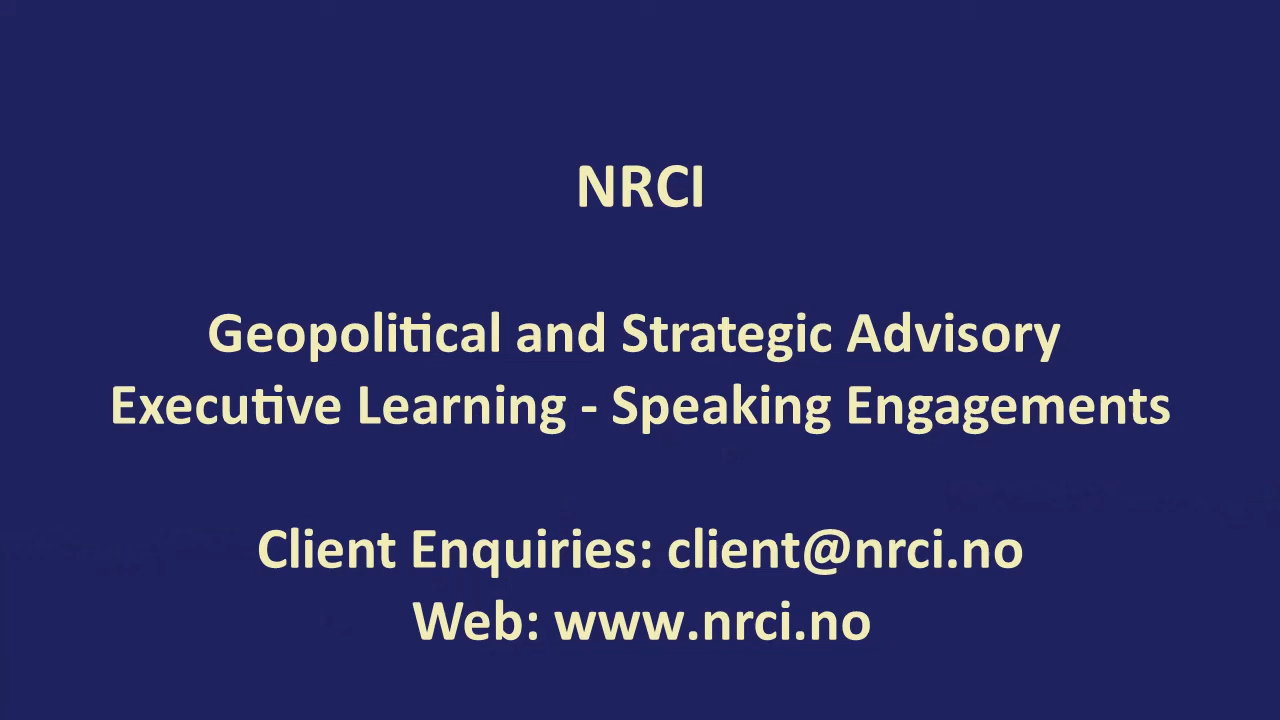 NRCI
Geopolitical and Strategic Advisory
Executive Learning - Speaking Engagements
Client Enquiries: client@nrci.no
Web: www.nrci.no